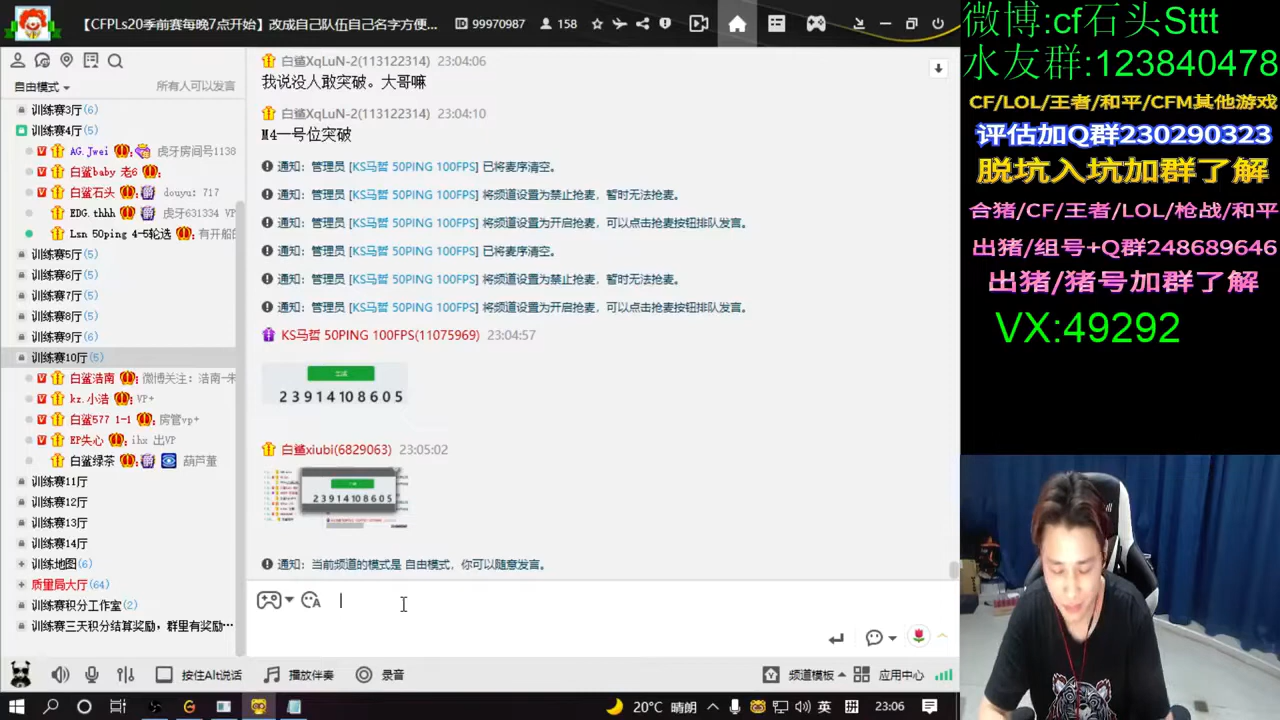 【CFPLs20季前赛每晚7点开始】改成自己队伍自己名字方便...
ID 99970987
158
自由模式
所有人可以发言
训练赛3厅(6)
训练赛4厅(5)
AG.Jwei
虎牙房间号1138
白鲨baby 老6
白鲨石头
douyu: 717
EDG.thhh
虎牙631334 VP
Lsn 50ping 4-5轮选
有开船的
训练赛5厅(5)
训练赛6厅(5)
训练赛7厅(5)
训练赛8厅(5)
训练赛9厅(6)
训练赛10厅(5)
白鲨浩南
微博关注: 浩南-朱
kz.小浩
VP+
白鲨577 1-1
房管vp+
EP失心
ihx 出VP
白鲨绿茶
葫芦董
训练赛11厅
训练赛12厅
训练赛13厅
训练赛14厅
训练地图(6)
质量局大厅(64)
训练赛积分工作室(2)
训练赛三天积分结算奖励,群里有奖励…
白鲨XqLuN-2(113122314) 23:04:06
我说没人敢突破。大哥嘛
白鲨XqLuN-2(113122314) 23:04:10
M4一号位突破
通知: 管理员 [KS马哲 50PING 100FPS] 已将麦序清空。
通知: 管理员 [KS马哲 50PING 100FPS] 将频道设置为禁止抢麦,暂时无法抢麦。
通知: 管理员 [KS马哲 50PING 100FPS] 将频道设置为开启抢麦,可以点击抢麦按钮排队发言。
通知: 管理员 [KS马哲 50PING 100FPS] 已将麦序清空。
通知: 管理员 [KS马哲 50PING 100FPS] 将频道设置为禁止抢麦,暂时无法抢麦。
通知: 管理员 [KS马哲 50PING 100FPS] 将频道设置为开启抢麦,可以点击抢麦按钮排队发言。
KS马哲 50PING 100FPS(11075969) 23:04:57
2 3 9 1 4 10 8 6 0 5
白鲨xiubi(6829063) 23:05:02
2 3 9 1 4 10 8 6 0 5
通知: 当前频道的模式是 自由模式,你可以随意发言。
按住Alt说话
播放伴奏
录音
频道模板
应用中心
20°C 晴朗
英
拼
23:06
微博:cf石头Sttt
水友群:123840478
CF/LOL/王者/和平/CFM其他游戏
评估加Q群230290323
脱坑入坑加群了解
合猪/CF/王者/LOL/枪战/和平
出猪/组号+Q群248689646
出猪/猪号加群了解
VX:49292